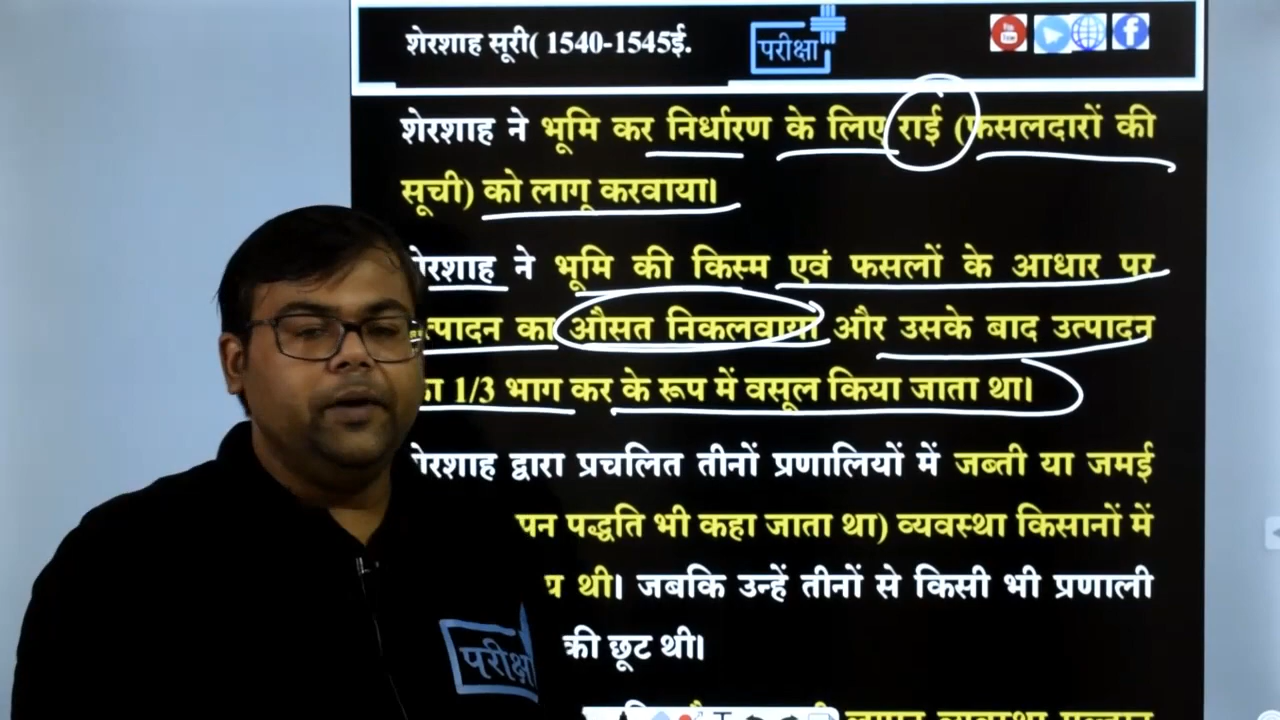 शेरशाह सूरी( 1540-1545ई.
परीक्षा
शेरशाह ने भूमि कर निर्धारण के लिए राई (फसलदारों की
सूची) को लागू करवाया।
शेरशाह ने भूमि की किस्म एवं फसलों के आधार पर
उत्पादन का औसत निकलवाया और उसके बाद उत्पादन
का 1/3 भाग कर के रूप में वसूल किया जाता था।
शेरशाह द्वारा प्रचलित तीनों प्रणालियों में जब्ती या जमई
पद्धति भी कहा जाता था) व्यवस्था किसानों में
थी। जबकि उन्हें तीनों से किसी भी प्रणाली
की छूट थी।
परीक्षा